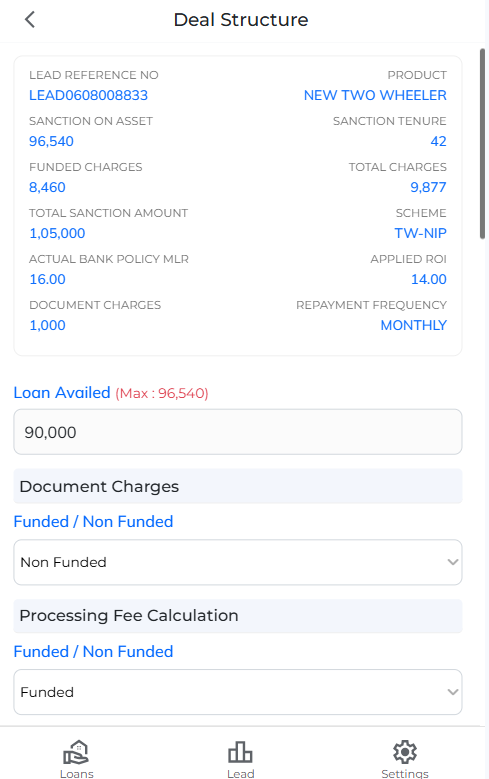 Deal Structure
LEAD REFERENCE NO PRODUCT
LEAD0608008833 NEW TWO WHEELER
SANCTION ON ASSET SANCTION TENURE
96,540 42
FUNDED CHARGES TOTAL CHARGES
8,460 9,877
TOTAL SANCTION AMOUNT SCHEME
1,05,000 TW-NIP
ACTUAL BANK POLICY MLR APPLIED ROI
16.00 14.00
DOCUMENT CHARGES REPAYMENT FREQUENCY
1,000 MONTHLY
Loan Availed (Max : 96,540)
90,000
Document Charges
Funded / Non Funded
Non Funded
Processing Fee Calculation
Funded / Non Funded
Funded
Loans Lead Settings